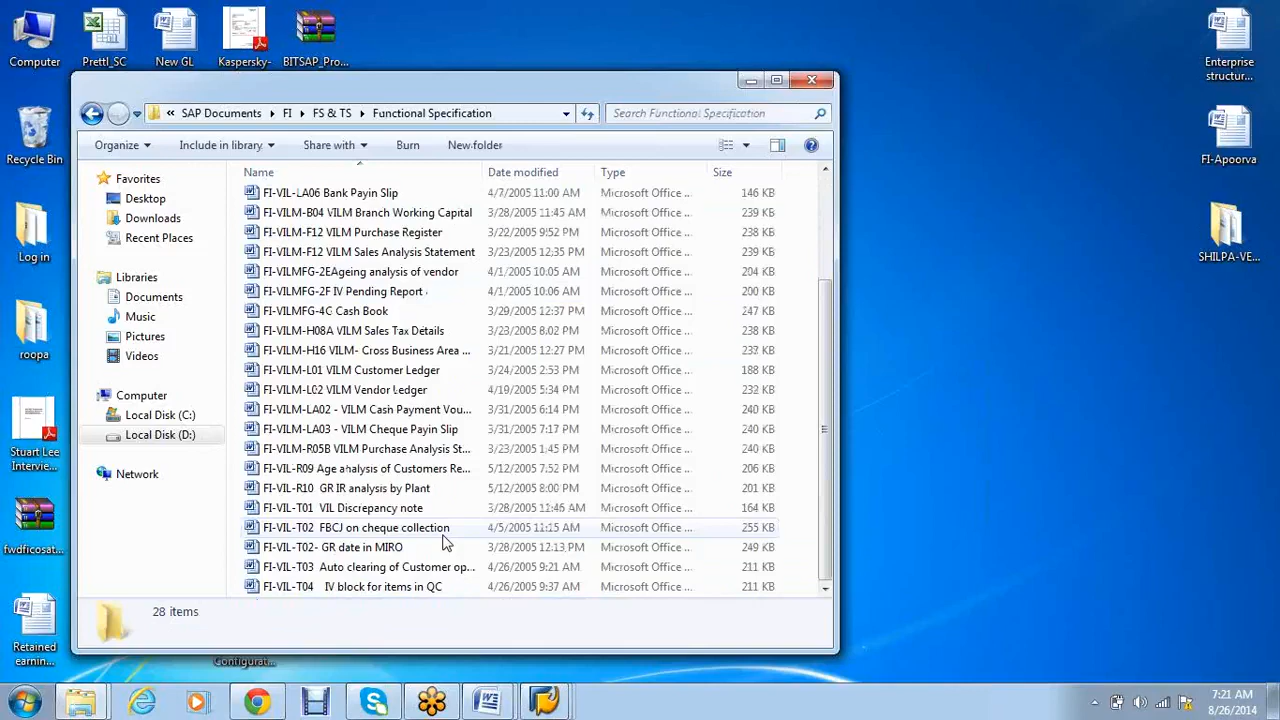 Computer
Prettl_SC
New GL
Kaspersky-
BITSAP_Pro...
Enterprise
structur...
Recycle Bin
FI-Apoorva
Log in
SHILPA-VE...
roopa
Stuart Lee
Intervie...
fwdficosat...
Retained
earnin...
Configurat...
« SAP Documents FI FS & TS Functional Specification
Search Functional Specification
Organize Include in library Share with Burn New folder
Favorites
Desktop
Downloads
Recent Places
Libraries
Documents
Music
Pictures
Videos
Computer
Local Disk (C:)
Local Disk (D:)
Network
Name Date modified Type Size
FI-VIL-LA06 Bank Payin Slip 4/7/2005 11:00 AM Microsoft Office ... 146 KB
FI-VILM-B04 VILM Branch Working Capital 3/28/2005 11:45 AM Microsoft Office ... 239 KB
FI-VILM-F12 VILM Purchase Register 3/22/2005 3:52 PM Microsoft Office ... 238 KB
FI-VILM-F12 VILM Sales Analysis Statement 3/23/2005 12:35 PM Microsoft Office ... 239 KB
FI-VILMFG-2EAgeing analysis of vendor 4/1/2005 10:05 AM Microsoft Office ... 204 KB
FI-VILMFG-2F IV Pending Report 4/1/2005 10:06 AM Microsoft Office ... 200 KB
FI-VILMFG-4G Cash Book 3/29/2005 12:37 PM Microsoft Office ... 247 KB
FI-VILM-H08A VILM Sales Tax Details 3/23/2005 8:02 PM Microsoft Office ... 238 KB
FI-VILM-H16 VILM- Cross Business Area ... 3/21/2005 12:27 PM Microsoft Office ... 237 KB
FI-VILM-L01 VILM Customer Ledger 3/24/2005 2:53 PM Microsoft Office ... 188 KB
FI-VILM-L02 VILM Vendor Ledger 4/19/2005 5:34 PM Microsoft Office ... 232 KB
FI-VILM-LA02 - VILM Cash Payment Vou... 3/31/2005 6:14 PM Microsoft Office ... 240 KB
FI-VILM-LA03 - VILM Cheque Payin Slip 3/31/2005 7:17 PM Microsoft Office ... 240 KB
FI-VILM-R05B VILM Purchase Analysis St... 3/23/2005 1:45 PM Microsoft Office ... 240 KB
FI-VIL-R09 Age analysis of Customers Re... 5/12/2005 7:52 PM Microsoft Office ... 206 KB
FI-VIL-R10 GR IR analysis by Plant 5/12/2005 8:00 PM Microsoft Office ... 201 KB
FI-VIL-T01 VIL Discrepancy note 3/28/2005 11:46 AM Microsoft Office ... 164 KB
FI-VIL-T02 FBCJ on cheque collection 4/5/2005 11:15 AM Microsoft Office ... 255 KB
FI-VIL-T02- GR date in MIRO 3/28/2005 12:13 PM Microsoft Office ... 249 KB
FI-VIL-T03 Auto clearing of Customer op... 4/26/2005 9:21 AM Microsoft Office ... 211 KB
FI-VIL-T04 IV block for items in QC 4/26/2005 9:37 AM Microsoft Office ... 211 KB
28 items
7:21 AM
8/26/2014